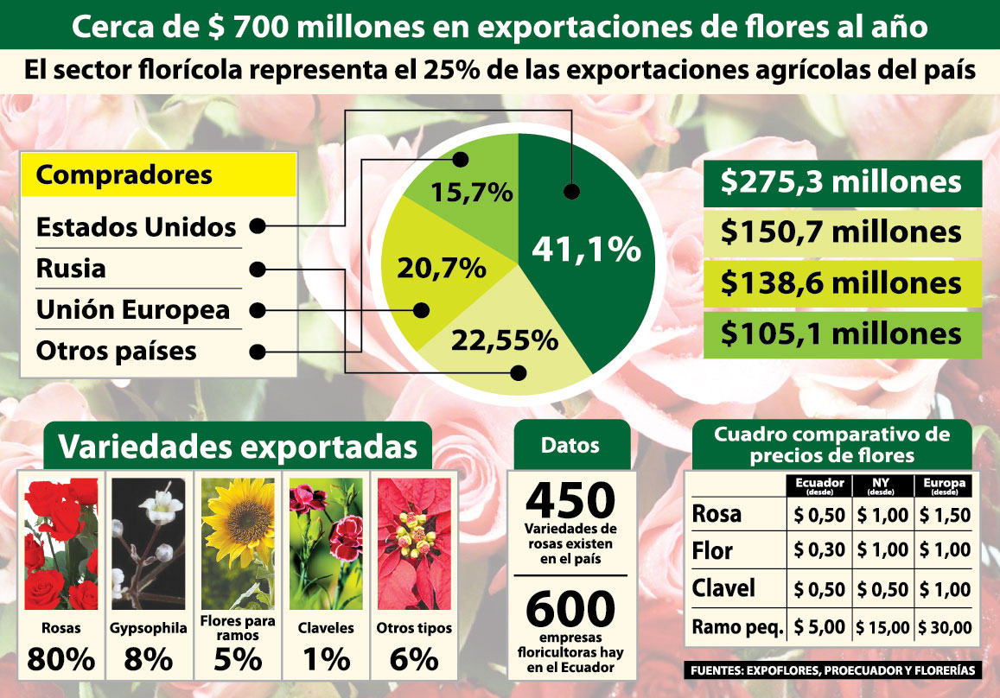 Cerca de $ 700 millones en exportaciones de flores al año
El sector florícola representa el 25% de las exportaciones agrícolas del país
Compradores
Estados Unidos
Rusia
Unión Europea
Otros países
15,7%
41,1%
20,7%
22,55%
$275,3 millones
$150,7 millones
$138,6 millones
$105,1 millones
Variedades exportadas
Rosas
80%
Gypsophila
8%
Flores para
ramos
5%
Claveles
1%
Otros tipos
6%
Datos
450
Variedades de
rosas existen
en el país
600
empresas
floricultoras hay
en el Ecuador
Cuadro comparativo de
precios de flores
Ecuador NY Europa
(desde) (desde) (desde)
Rosa $ 0,50 $ 1,00 $ 1,50
Flor $ 0,30 $ 1,00 $ 1,00
Clavel $ 0,50 $ 0,50 $ 1,00
Ramo peq. $ 5,00 $ 15,00 $ 30,00
FUENTES: EXPOFLORES, PROECUADOR Y FLORERÍAS